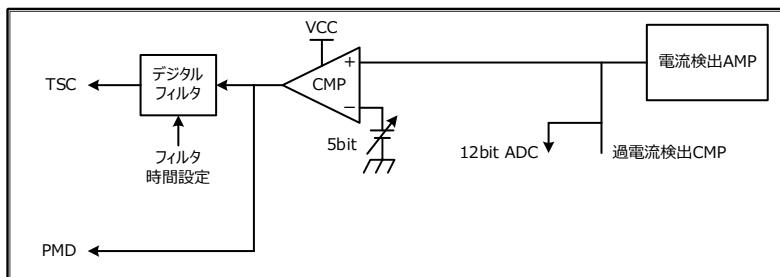 VCC
電流検出AMP
TSC
デジタル
フィルタ
CMP
+
−
5bit
12bit ADC
過電流検出CMP
フィルタ
時間設定
PMD